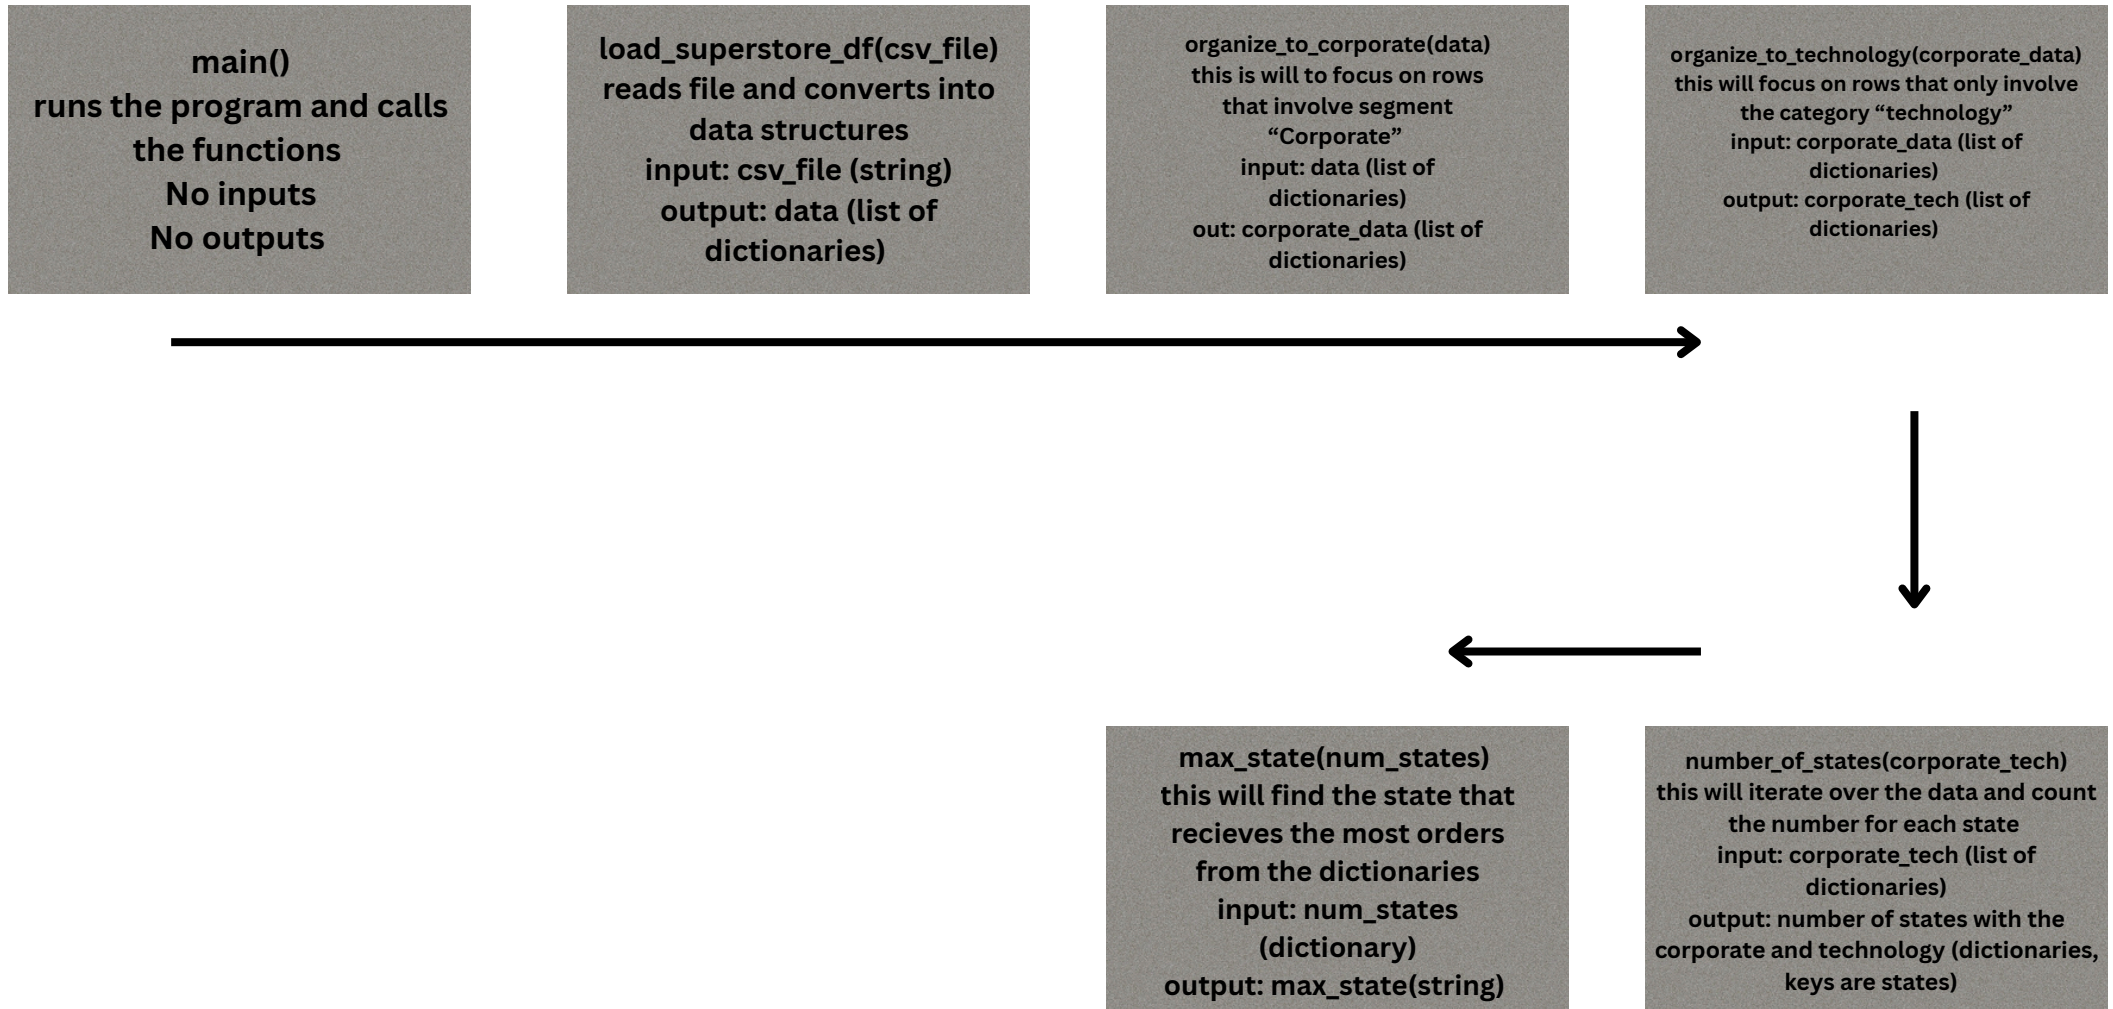 main()
runs the program and calls
the functions
No inputs
No outputs
load_superstore_df(csv_file)
reads file and converts into
data structures
input: csv_file (string)
output: data (list of
dictionaries)
organize_to_corporate(data)
this is will to focus on rows
that involve segment
“Corporate”
input: data (list of
dictionaries)
out: corporate_data (list of
dictionaries)
organize_to_technology(corporate_data)
this will focus on rows that only involve
the category “technology”
input: corporate_data (list of
dictionaries)
output: corporate_tech (list of
dictionaries)
number_of_states(corporate_tech)
this will iterate over the data and count
the number for each state
input: corporate_tech (list of
dictionaries)
output: number of states with the
corporate and technology (dictionaries,
keys are states)
max_state(num_states)
this will find the state that
recieves the most orders
from the dictionaries
input: num_states
(dictionary)
output: max_state(string)